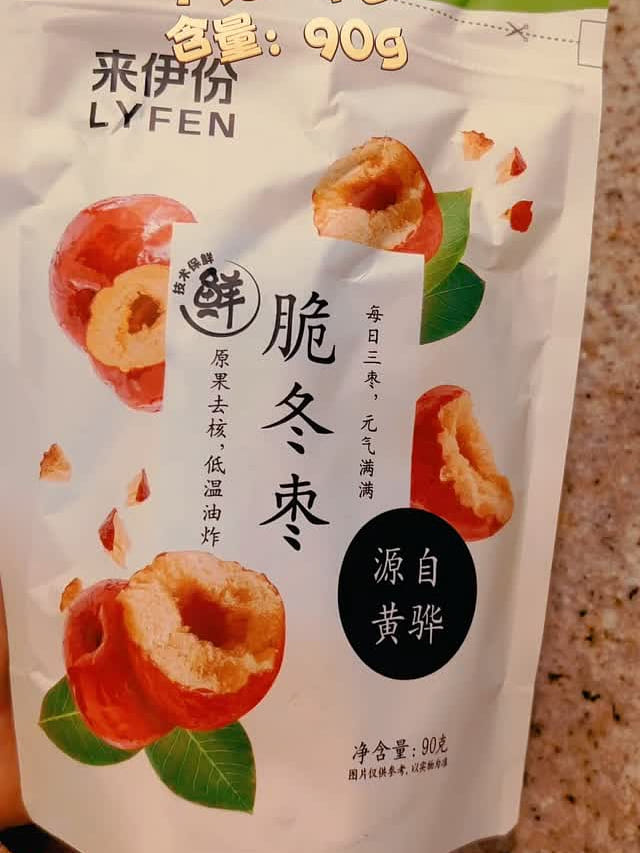 含量：90g
来伊份
LYFEN
技术保鲜
鲜
脆冬枣
每日三枣，元气满满
原果去核，低温油炸
源自
黄骅
净含量：90克
图片仅供参考，以实物为准